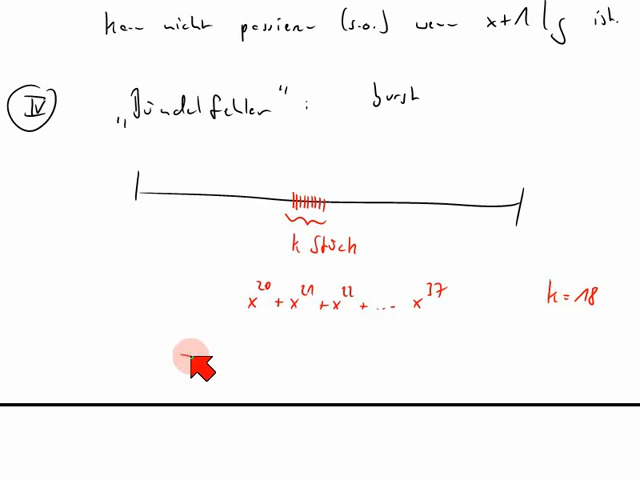 kann nicht passieren (s.o.) wenn x+1 | g ist.
IV „Bündelfehler“ : burst
k Stück
x^20 + x^21 + x^22 + ... x^37 k=18